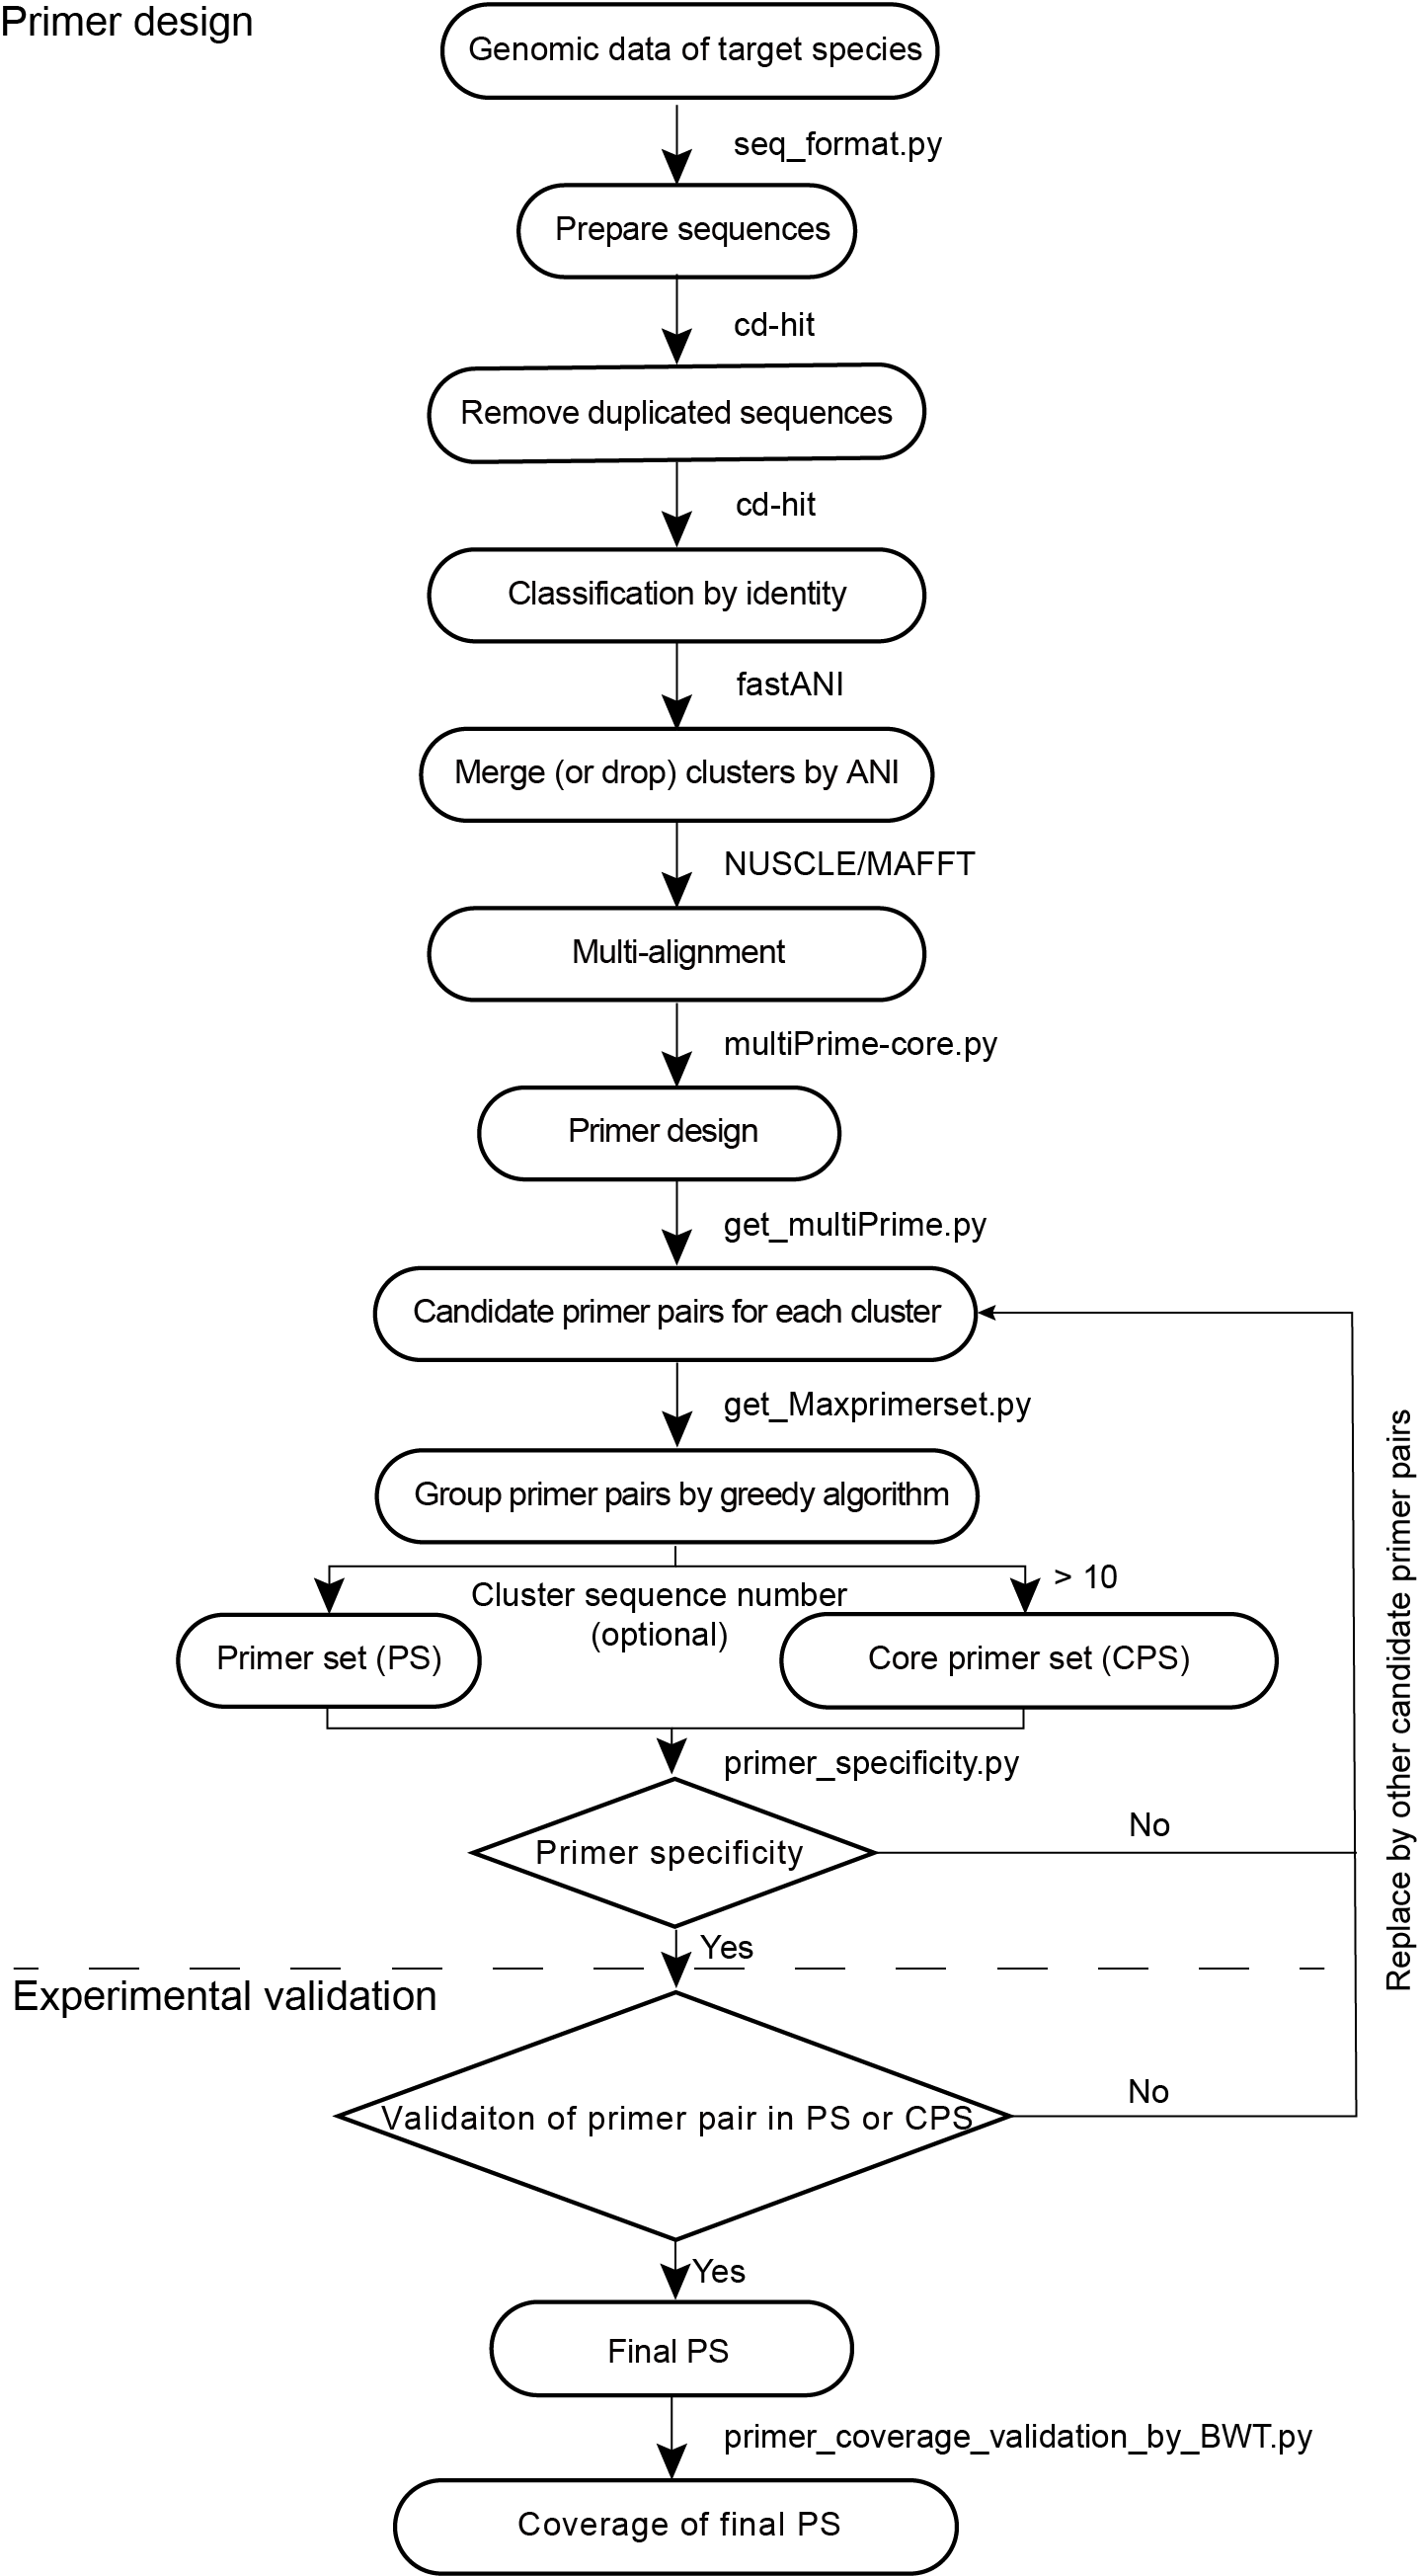 Primer design
Genomic data of target species
seq_format.py
Prepare sequences
cd-hit
Remove duplicated sequences
cd-hit
Classification by identity
fastANI
Merge (or drop) clusters by ANI
NUSCLE/MAFFT
Multi-alignment
multiPrime-core.py
Primer design
get_multiPrime.py
Candidate primer pairs for each cluster
get_Maxprimerset.py
Group primer pairs by greedy algorithm
> 10
Cluster sequence number
(optional)
Primer set (PS)
Core primer set (CPS)
primer_specificity.py
Primer specificity
No
Replace by other candidate primer pairs
Yes
Experimental validation
Validaiton of primer pair in PS or CPS
No
Yes
Final PS
primer_coverage_validation_by_BWT.py
Coverage of final PS